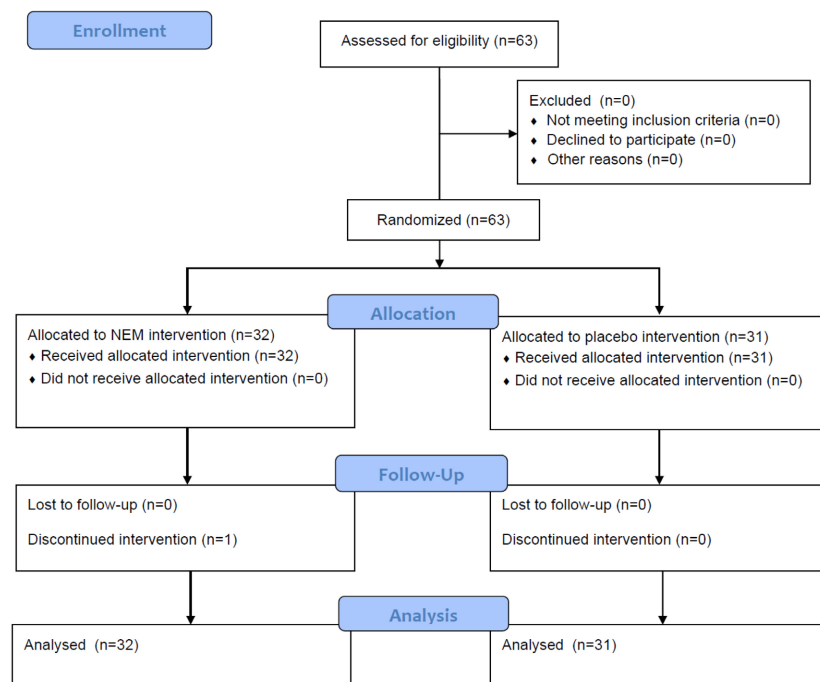 Enrollment
Assessed for eligibility (n=63)
Excluded (n=0)
♦ Not meeting inclusion criteria (n=0)
♦ Declined to participate (n=0)
♦ Other reasons (n=0)
Randomized (n=63)
Allocation
Allocated to NEM intervention (n=32)
♦ Received allocated intervention (n=32)
♦ Did not receive allocated intervention (n=0)
Allocated to placebo intervention (n=31)
♦ Received allocated intervention (n=31)
♦ Did not receive allocated intervention (n=0)
Follow-Up
Lost to follow-up (n=0)
Discontinued intervention (n=1)
Lost to follow-up (n=0)
Discontinued intervention (n=0)
Analysis
Analysed (n=32)
Analysed (n=31)